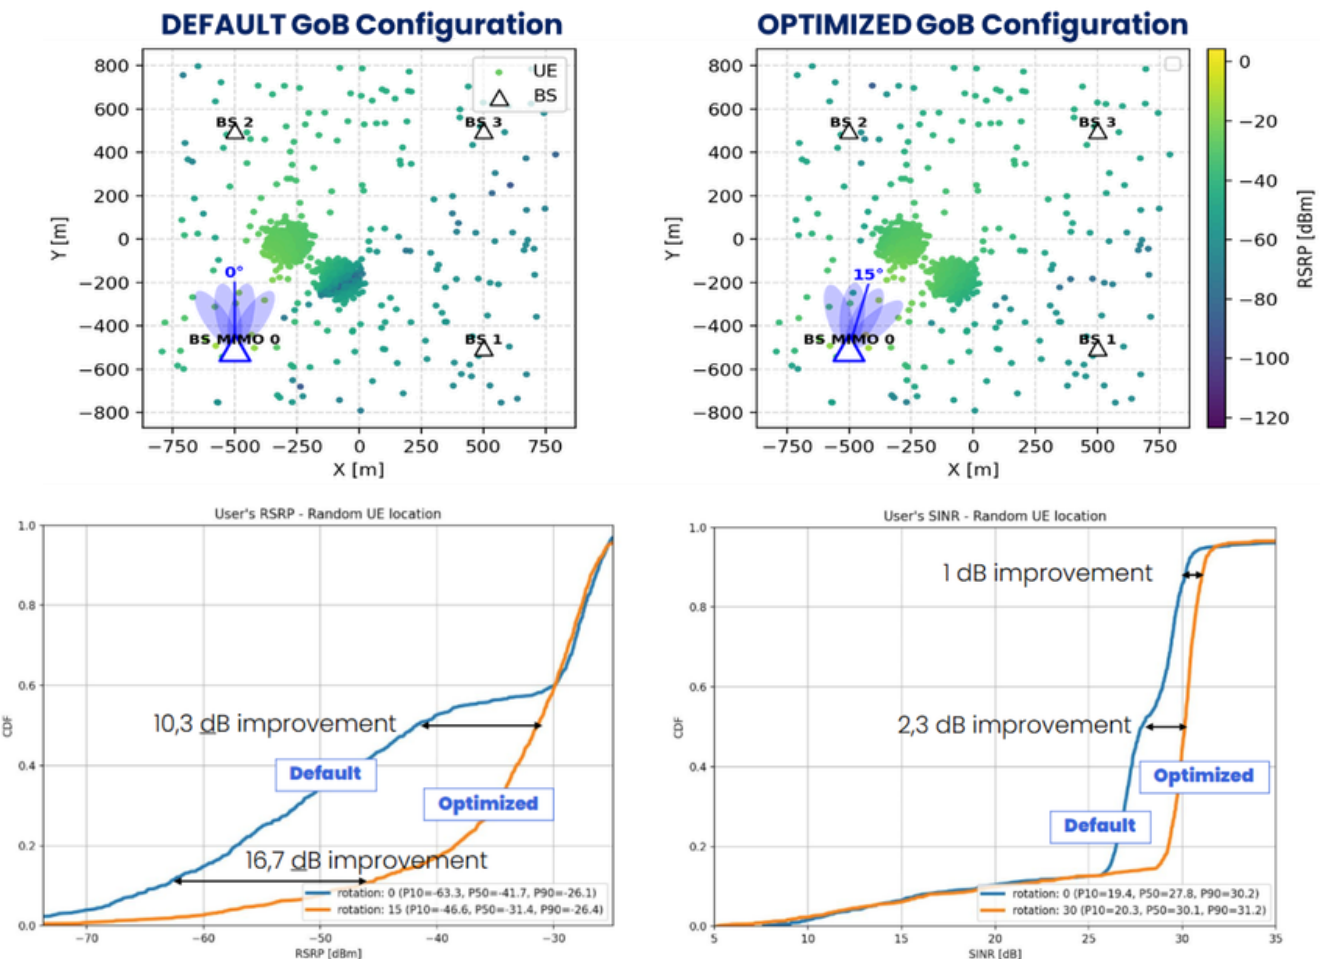 DEFAULT GoB Configuration
OPTIMIZED GoB Configuration
800
600
400
200
0
−200
−400
−600
−800
Y [m]
UE
BS
BS 2
BS 3
0°
BS MIMO 0
BS 1
−750 −500 −250 0 250 500 750
X [m]
800
600
400
200
0
−200
−400
−600
−800
Y [m]
BS 2
BS 3
15°
BS MIMO 0
BS 1
−750 −500 −250 0 250 500 750
X [m]
0
−20
−40
−60
−80
−100
−120
RSRP [dBm]
User's RSRP - Random UE location
1.0
0.8
0.6
0.4
0.2
0.0
CDF
10,3 dB improvement
Default
Optimized
16,7 dB improvement
rotation: 0 (P10=-63.3, P50=-41.7, P90=-26.1)
rotation: 15 (P10=-46.6, P50=-31.4, P90=-26.4)
−70 −60 −50 −40 −30
RSRP [dBm]
User's SINR - Random UE location
1.0
0.8
0.6
0.4
0.2
0.0
CDF
1 dB improvement
2,3 dB improvement
Optimized
Default
rotation: 0 (P10=19.4, P50=27.8, P90=30.2)
rotation: 30 (P10=20.3, P50=30.1, P90=31.2)
5 10 15 20 25 30 35
SINR [dB]